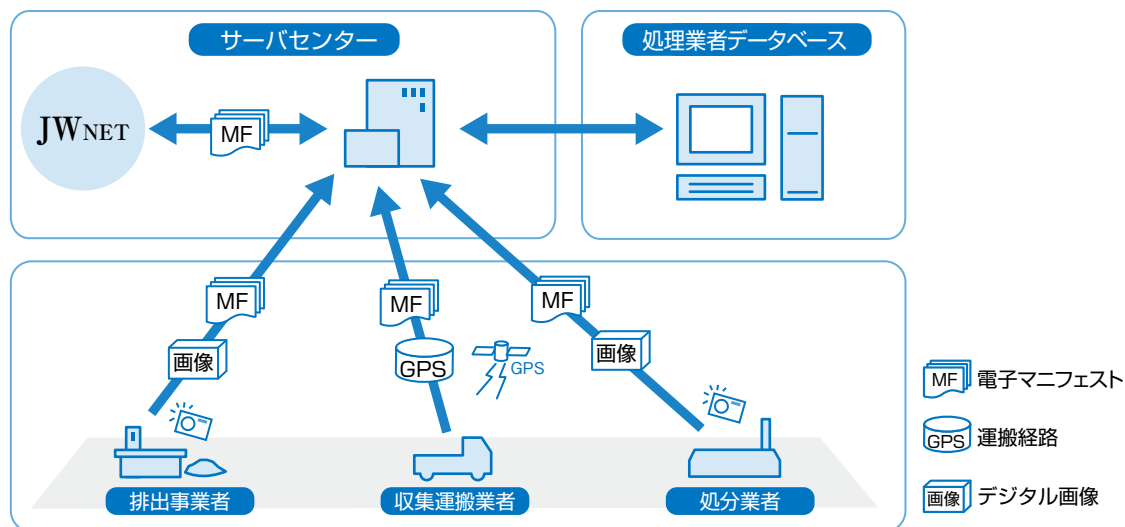 サーバセンター
処理業者データベース
JWNET
MF
MF
MF
MF
画像
GPS
GPS
画像
排出事業者
収集運搬業者
処分業者
MF 電子マニフェスト
GPS 運搬経路
画像 デジタル画像